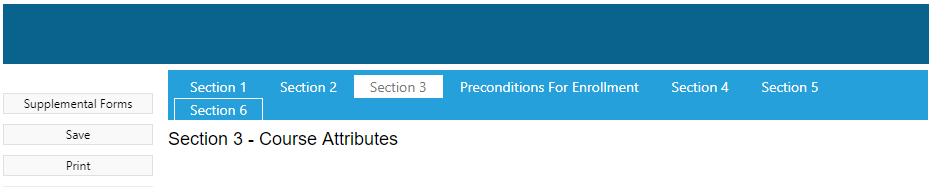 Section 1 Section 2 Section 3 Preconditions For Enrollment Section 4 Section 5
Section 6
Supplemental Forms
Save
Print
Section 3 - Course Attributes